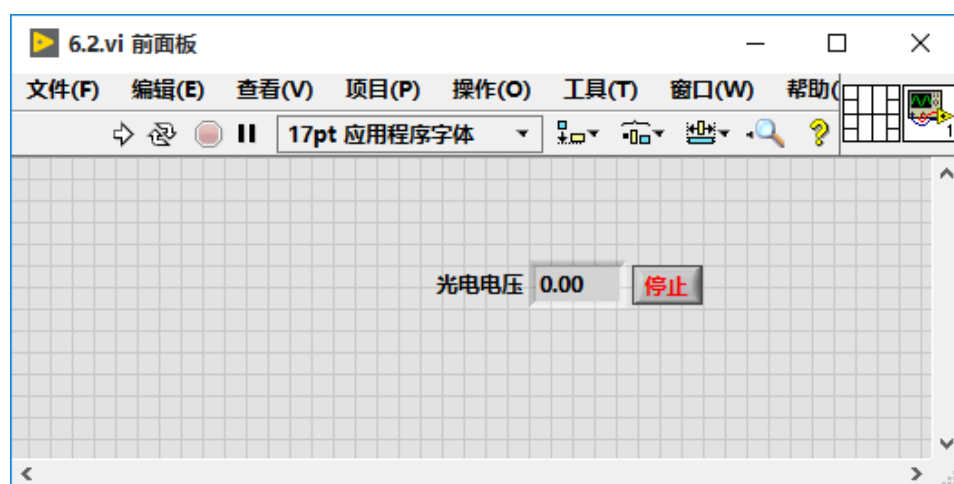 6.2.vi 前面板
文件(F) 编辑(E) 查看(V) 项目(P) 操作(O) 工具(T) 窗口(W) 帮助(
17pt 应用程序字体
1
光电电压 0.00 停止